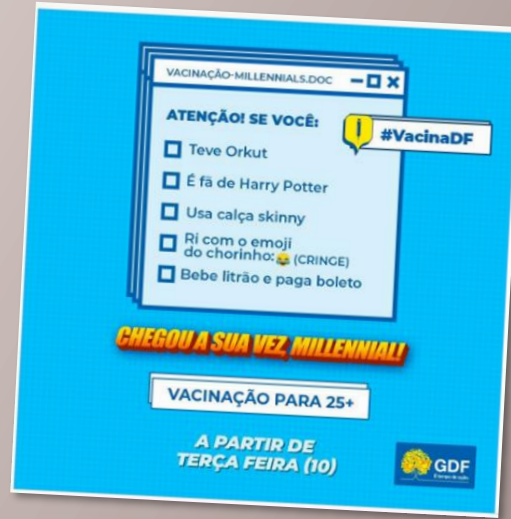 VACINAÇÃO-MILLENNIALS.DOC
ATENÇÃO! SE VOCÊ:
#VacinaDF
Teve Orkut
É fã de Harry Potter
Usa calça skinny
Ri com o emoji
do chorinho:😂 (CRINGE)
Bebe litrão e paga boleto
CHEGOU A SUA VEZ, MILLENNIAL!
VACINAÇÃO PARA 25+
A PARTIR DE
TERÇA FEIRA (10)
GDF